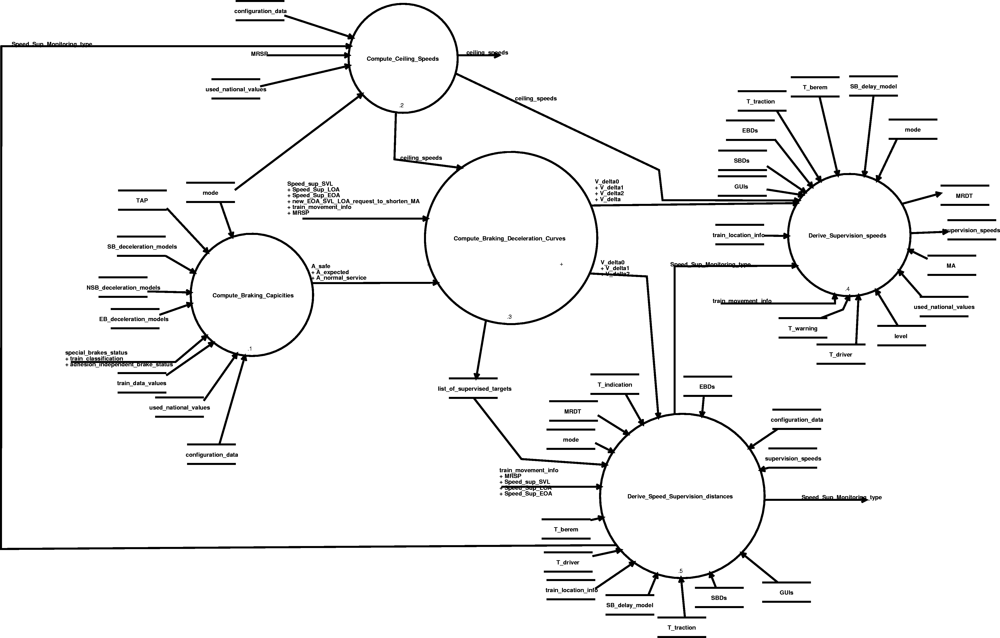 configuration_data
Speed_Sup_Monitoring_type
MRSP
used_national_values
Compute_Ceiling_Speeds
.2
ceiling_speeds
ceiling_speeds
ceiling_speeds
T_berem
SB_delay_model
T_traction
mode
EBDs
SBDs
GUIs
train_location_info
Derive_Supervision_speeds
.4
MRDT
supervision_speeds
MA
used_national_values
level
T_driver
T_warning
train_movement_info
Speed_Sup_Monitoring_type
V_delta0
+ V_delta1
+ V_delta2
+ V_delta
Speed_sup_SVL
+ Speed_Sup_LOA
+ Speed_Sup_EOA
+ new_EOA_SVL_LOA_request_to_shorten_MA
+ train_movement_info
+ MRSP
Compute_Braking_Deceleration_Curves
+
.3
V_delta0
+ V_delta1
+ V_delta2
mode
TAP
SB_deceleration_models
NSB_deceleration_models
EB_deceleration_models
Compute_Braking_Capicities
.1
A_safe
+ A_expected
+ A_normal_service
special_brakes_status
+ train_classification
+ adhesion_independent_brake_status
train_data_values
used_national_values
configuration_data
list_of_supervised_targets
T_indication
EBDs
MRDT
mode
configuration_data
supervision_speeds
train_movement_info
+ MRSP
+ Speed_sup_SVL
+ Speed_Sup_LOA
+ Speed_Sup_EOA
Derive_Speed_Supervision_distances
.5
Speed_Sup_Monitoring_type
T_berem
T_driver
train_location_info
SB_delay_model
T_traction
SBDs
GUIs